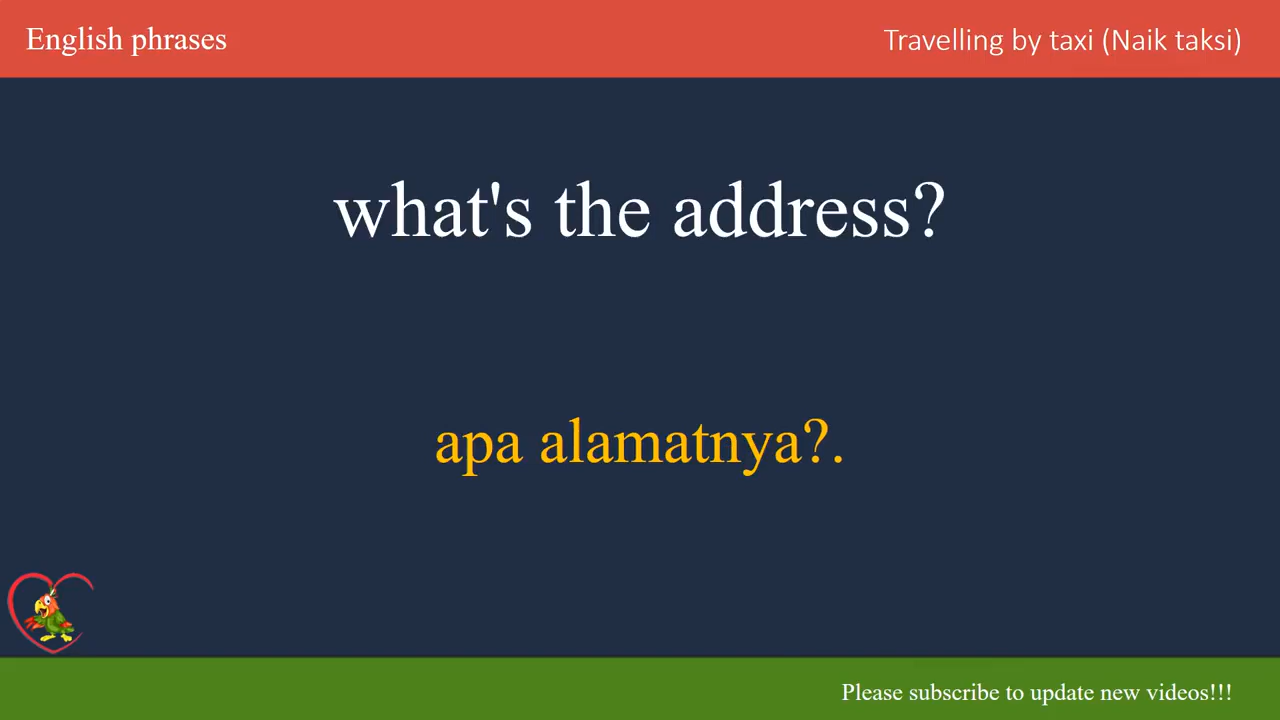 English phrases
Travelling by taxi (Naik taksi)
what's the address?
apa alamatnya?.
Please subscribe to update new videos!!!